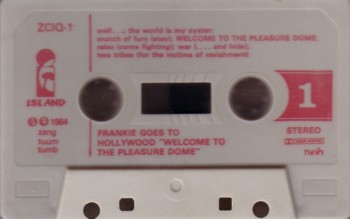 ZCIQ-1
well....; the world is my oyster;
snatch of fury (stay); WELCOME TO THE PLEASURE DOME;
relax (come fighting); war (.... and hide);
two tribes (for the victims of ravishment)
ISLAND
1
℗ © 1984
zang
tuum
tumb
STEREO
FRANKIE GOES TO
HOLLYWOOD "WELCOME TO
THE PLEASURE DOME"